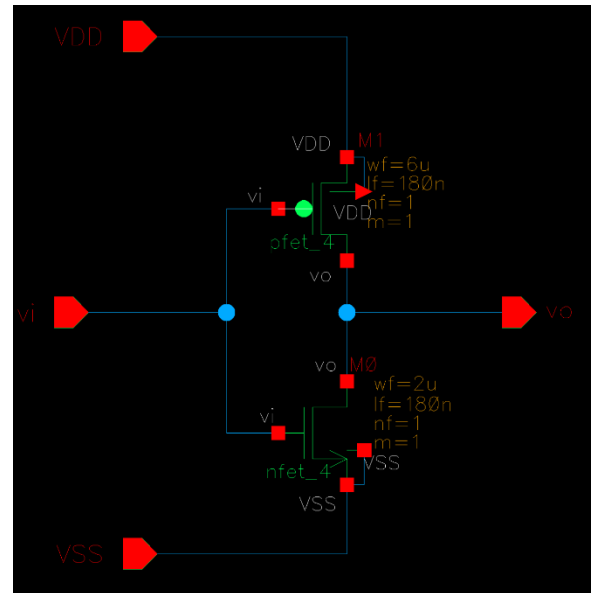 VDD
VDD
M1
wf=6u
lf=180n
nf=1
m=1
vi
VDD
pfet_4
vo
vi
vo
vo
M0
wf=2u
lf=180n
nf=1
m=1
vi
nfet_4
VSS
VSS
VSS